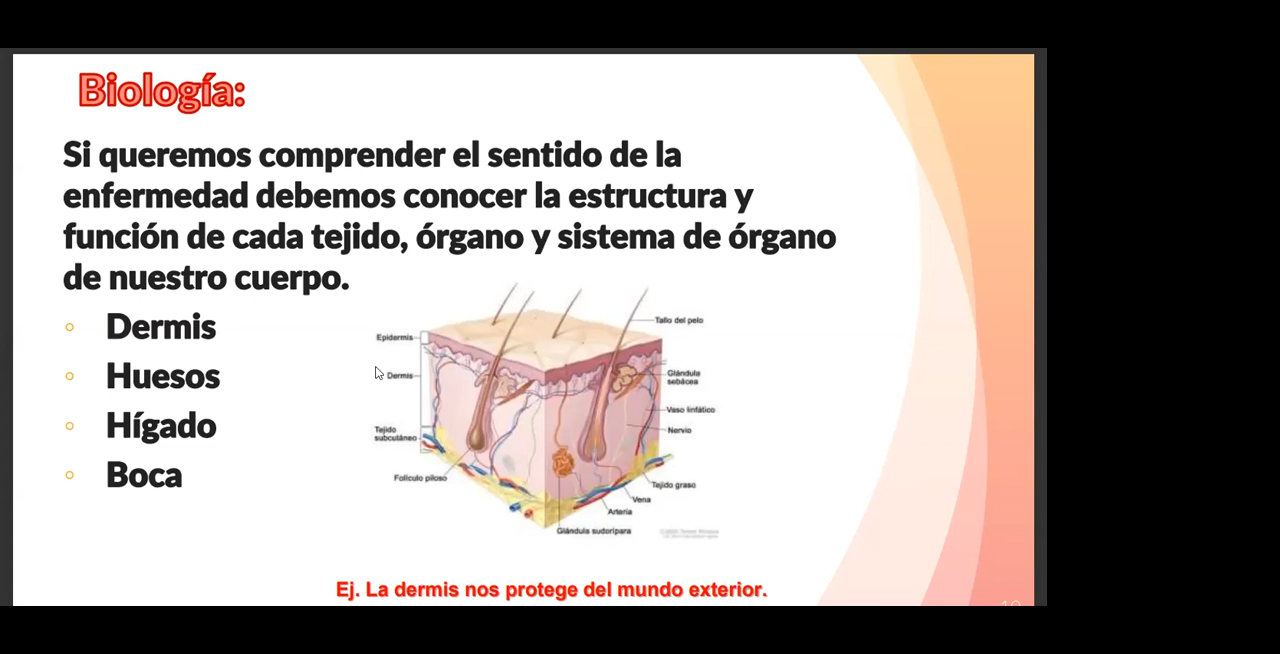 Biología:
Si queremos comprender el sentido de la
enfermedad debemos conocer la estructura y
función de cada tejido, órgano y sistema de órgano
de nuestro cuerpo.
◦ Dermis
◦ Huesos
◦ Hígado
◦ Boca
Tallo del pelo
Epidermis
Dermis
Glándula
sebácea
Vaso linfático
Nervio
Tejido
subcutáneo
Folículo piloso
Tejido graso
Vena
Arteria
Glándula sudorípara
Ej. La dermis nos protege del mundo exterior.